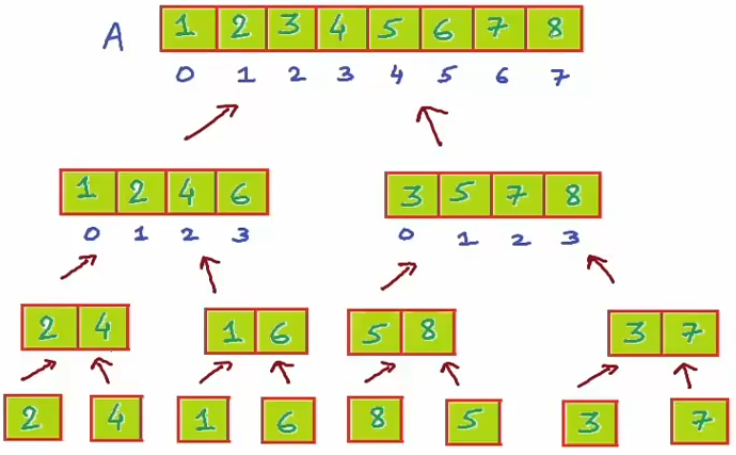 A 1 2 3 4 5 6 7 8
0 1 2 3 4 5 6 7
1 2 4 6 3 5 7 8
0 1 2 3 0 1 2 3
2 4 1 6 5 8 3 7
2 4 1 6 8 5 3 7